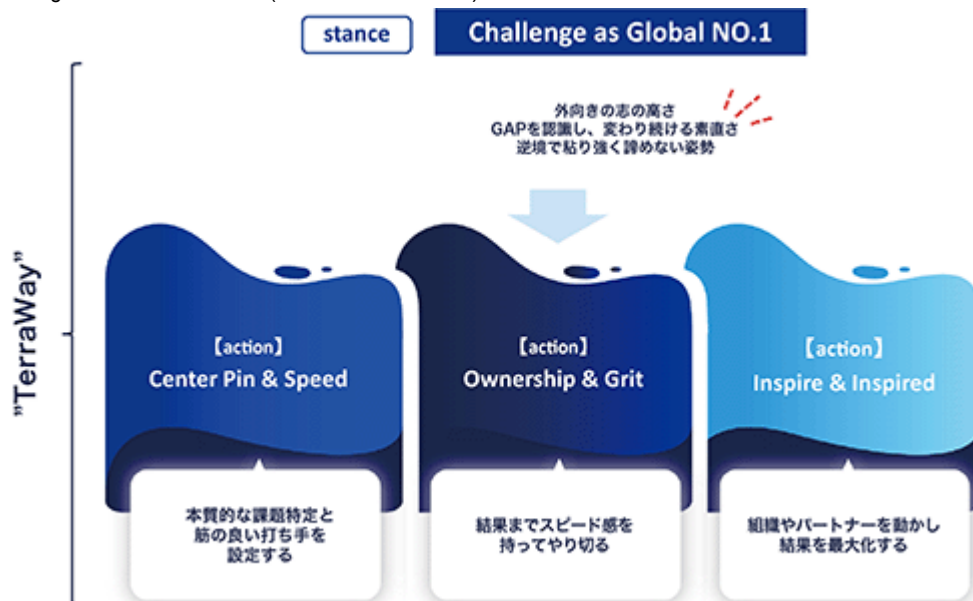 stance
Challenge as Global NO.1
外向きの志の高さ
GAPを認識し、変わり続ける素直さ
逆境で粘り強く諦めない姿勢
”TerraWay”
【action】
Center Pin & Speed
本質的な課題特定と
筋の良い打ち手を
設定する
【action】
Ownership & Grit
結果までスピード感を
持ってやり切る
【action】
Inspire & Inspired
組織やパートナーを動かし
結果を最大化する